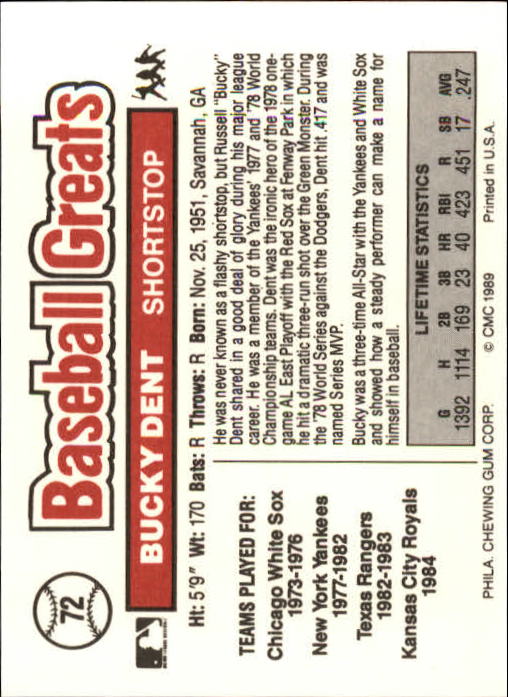 72
Baseball Greats
BUCKY DENT SHORTSTOP
Ht: 5'9" Wt: 170 Bats: R Throws: R Born: Nov. 25, 1951, Savannah, GA
TEAMS PLAYED FOR:
Chicago White Sox
1973-1976
New York Yankees
1977-1982
Texas Rangers
1982-1983
Kansas City Royals
1984
He was never known as a flashy shortstop, but Russell "Bucky"
Dent shared in a good deal of glory during his major league
career. He was a member of the Yankees' 1977 and '78 World
Championship teams. Dent was the ironic hero of the 1978 one-
game AL East Playoff with the Red Sox at Fenway Park in which
he hit a dramatic three-run shot over the Green Monster. During
the '78 World Series against the Dodgers, Dent hit .417 and was
named Series MVP.
Bucky was a three-time All-Star with the Yankees and White Sox
and showed how a steady performer can make a name for
himself in baseball.
LIFETIME STATISTICS
G H 2B 3B HR RBI R SB AVG
1392 1114 169 23 40 423 451 17 .247
PHILA. CHEWING GUM CORP. © CMC 1989 Printed in U.S.A.